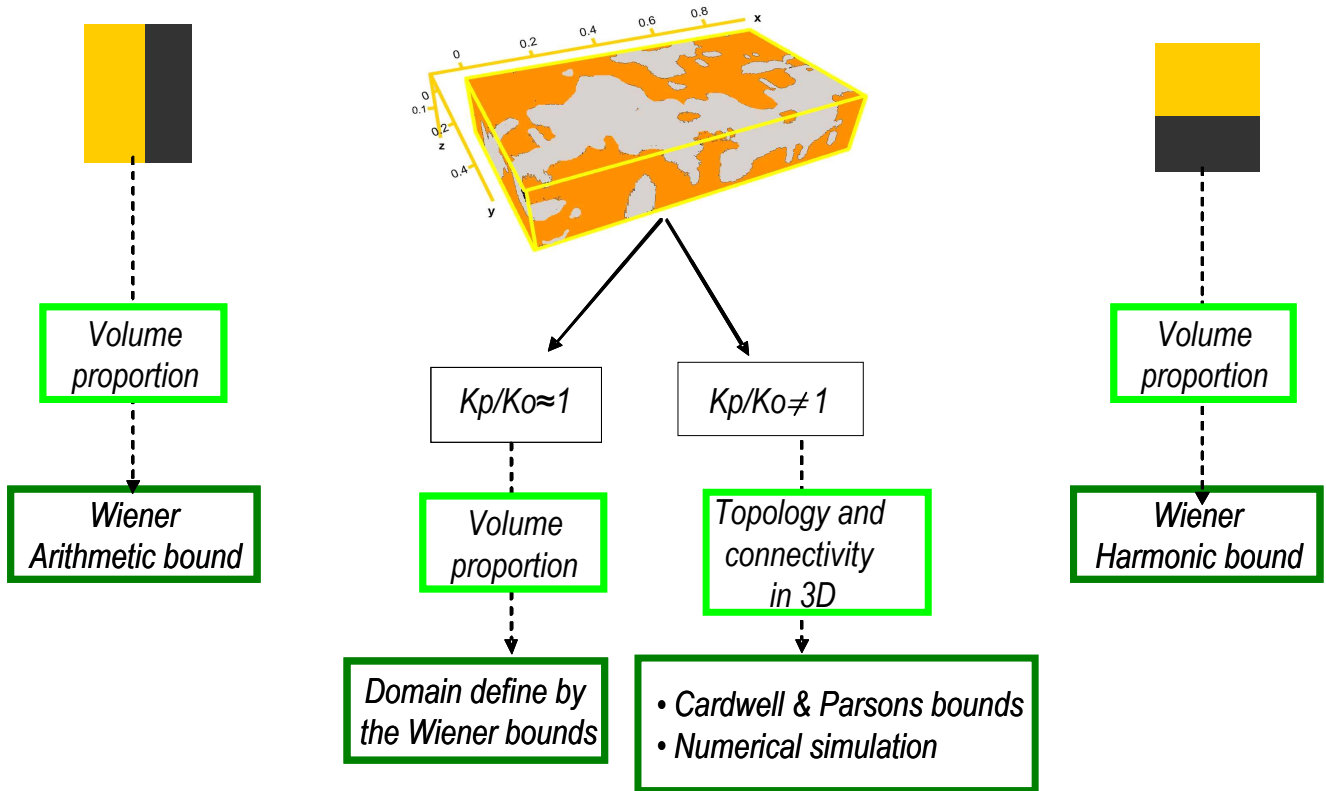 0
0.2
0.4
0.6
0.8
x
0
0.1
0.2
z
0.4
y
Volume
proportion
Volume
proportion
Kp/Ko≈1
Kp/Ko≠1
Wiener
Arithmetic bound
Volume
proportion
Topology and
connectivity
in 3D
Wiener
Harmonic bound
Domain define by
the Wiener bounds
• Cardwell & Parsons bounds
• Numerical simulation